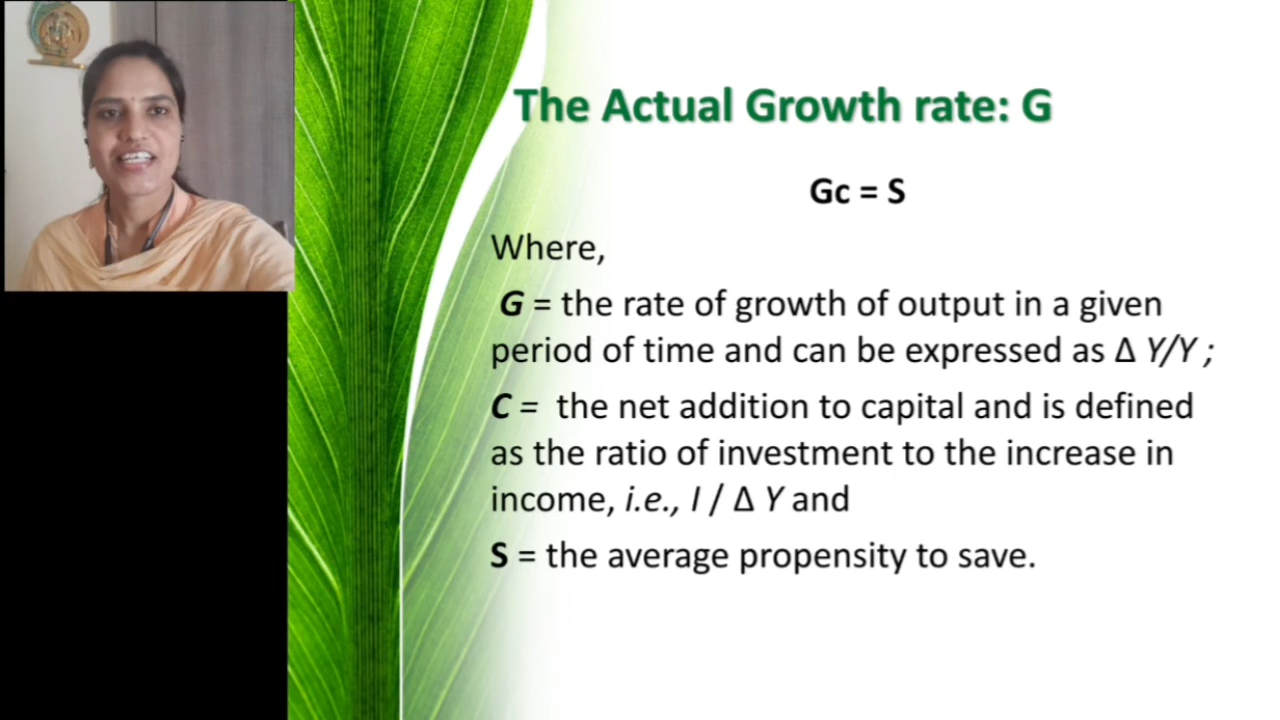 The Actual Growth rate: G
Gc = S
Where,
G = the rate of growth of output in a given
period of time and can be expressed as Δ Y/Y ;
C = the net addition to capital and is defined
as the ratio of investment to the increase in
income, i.e., I / Δ Y and
S = the average propensity to save.